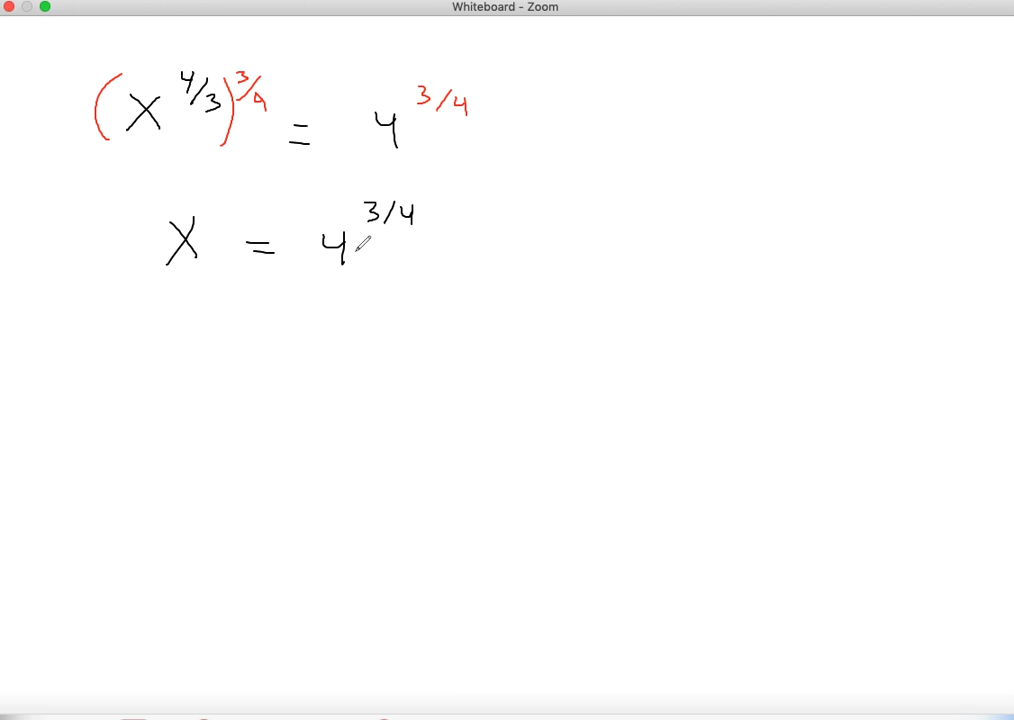 Whiteboard - Zoom
(X^{4/3})^{3/4} = 4^{3/4}
X = 4^{3/4}